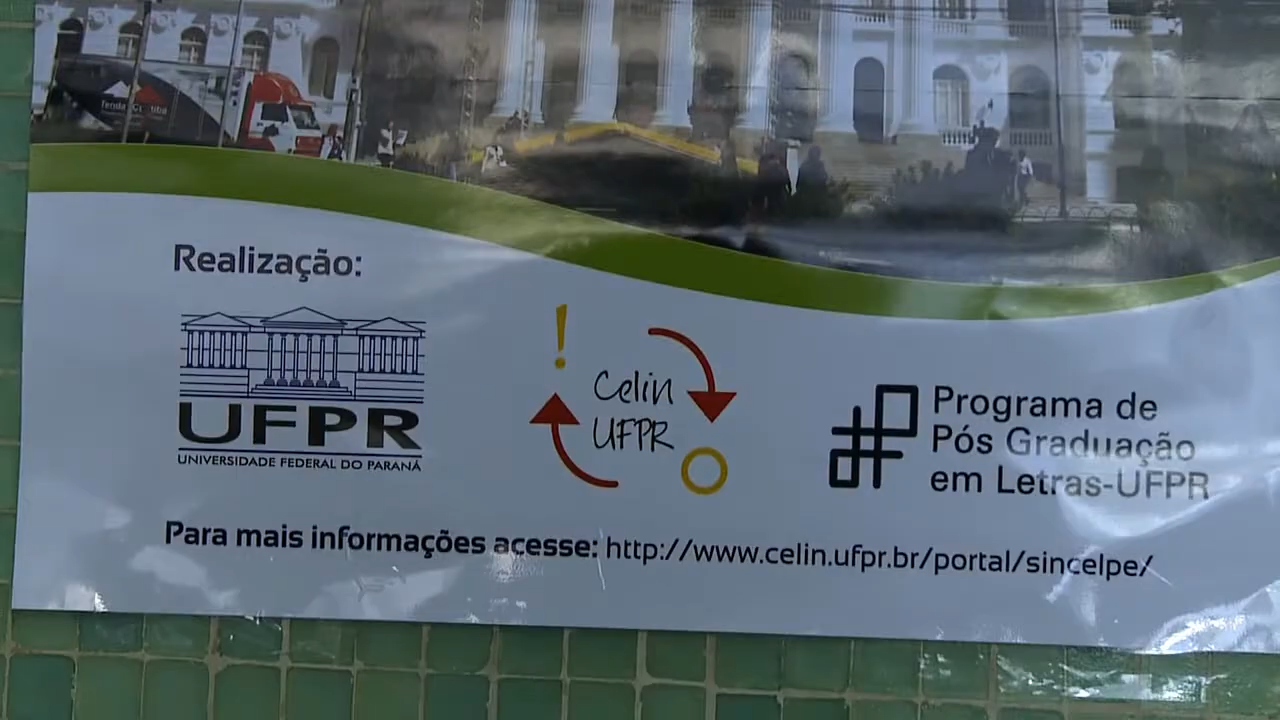 Realização:
UFPR
UNIVERSIDADE FEDERAL DO PARANÁ
!
Celin
UFPR
Programa de
Pós Graduação
em Letras-UFPR
Para mais informações acesse: http://www.celin.ufpr.br/portal/sincelpe/